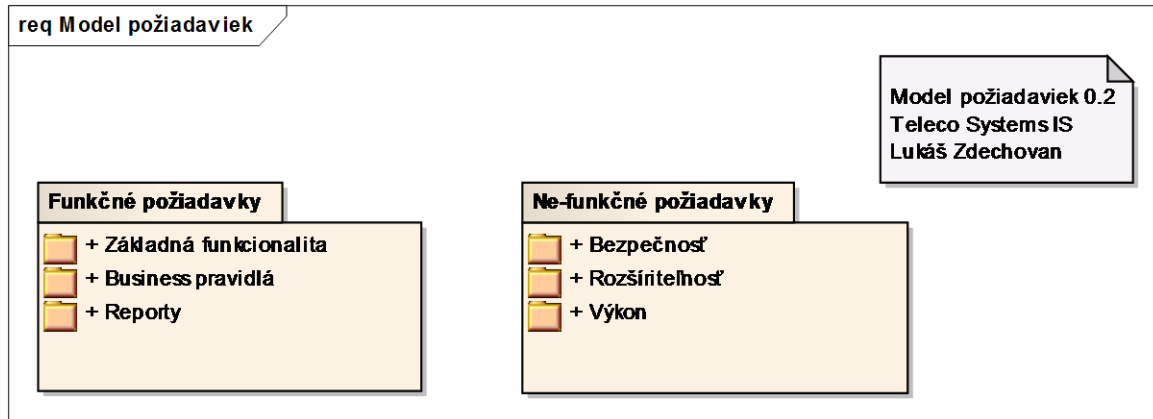 req Model požiadaviek
Model požiadaviek 0.2
Teleco Systems IS
Lukáš Zdechovan
Funkčné požiadavky
+ Základná funkcionalita
+ Business pravidlá
+ Reporty
Ne-funkčné požiadavky
+ Bezpečnosť
+ Rozšíriteľnosť
+ Výkon